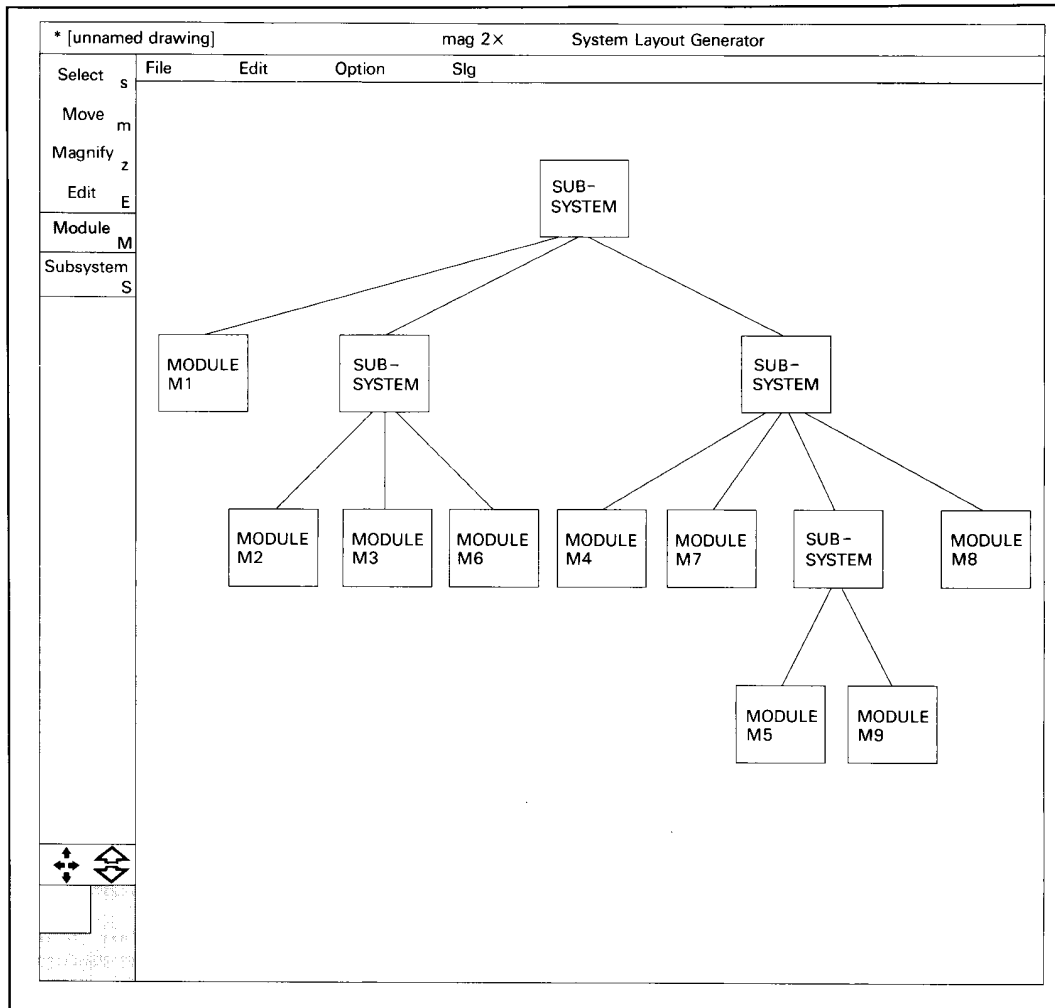 * [unnamed drawing] mag 2× System Layout Generator
File Edit Option Slg
Select s
Move m
Magnify z
Edit E
Module M
Subsystem
S
SUB-
SYSTEM
MODULE
M1
SUB-
SYSTEM
SUB-
SYSTEM
MODULE
M2
MODULE
M3
MODULE
M6
MODULE
M4
MODULE
M7
SUB-
SYSTEM
MODULE
M8
MODULE
M5
MODULE
M9